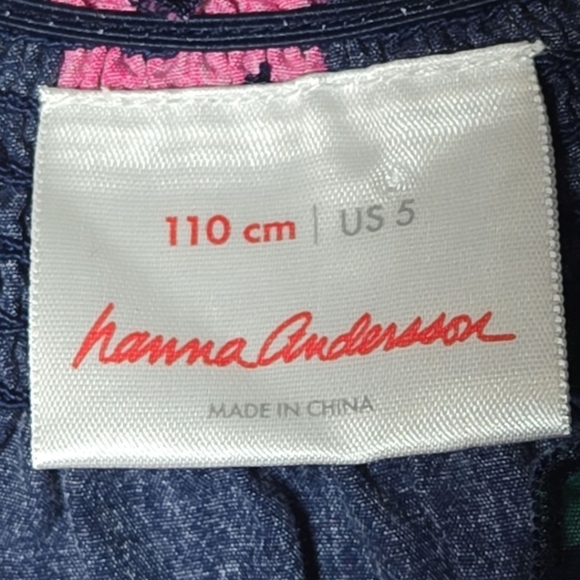 110 cm | US 5
hanna Andersson
MADE IN CHINA